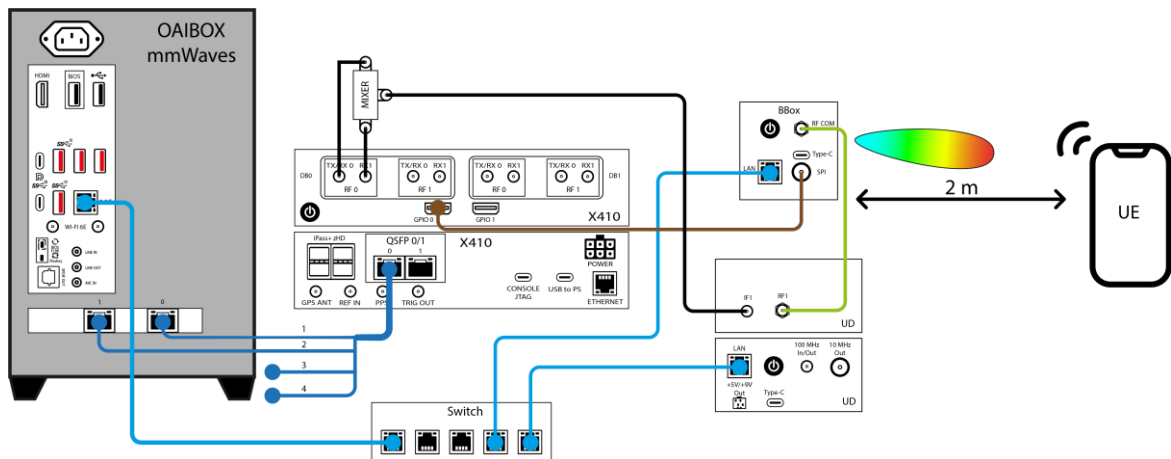 OAIBOX
mmWaves
HDMI
BIOS
WI-FI 6E
LINE IN
LINE OUT
MIC IN
1
0
MIXER
TX/RX 0 RX1
TX/RX 0 RX1
TX/RX 0 RX1
TX/RX 0 RX1
DB0
RF 0
RF 1
RF 0
RF 1
DB1
GPIO 0
GPIO 1
X410
iPass+ zHD
QSFP 0/1
0
1
X410
POWER
GPS ANT
REF IN
PPS
TRIG OUT
CONSOLE
JTAG
USB to PS
ETHERNET
1
2
3
4
Switch
BBox
RF COM
Type-C
LAN
SPI
2 m
UE
IF1
RF1
UD
LAN
100 MHz
In/Out
10 MHz
Out
+5V/+9V
Out
Type-C
UD